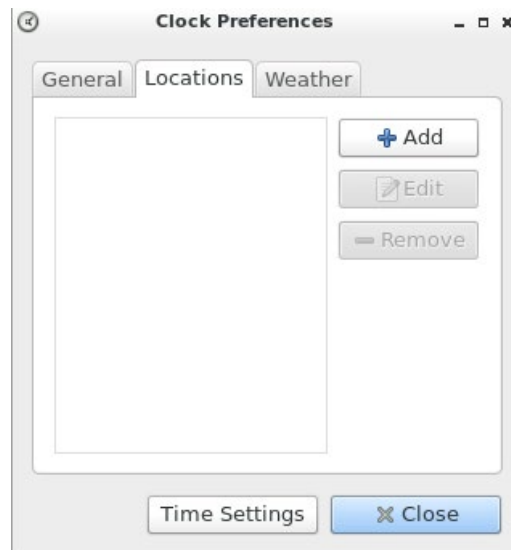 Clock Preferences
General Locations Weather
Add
Edit
Remove
Time Settings Close